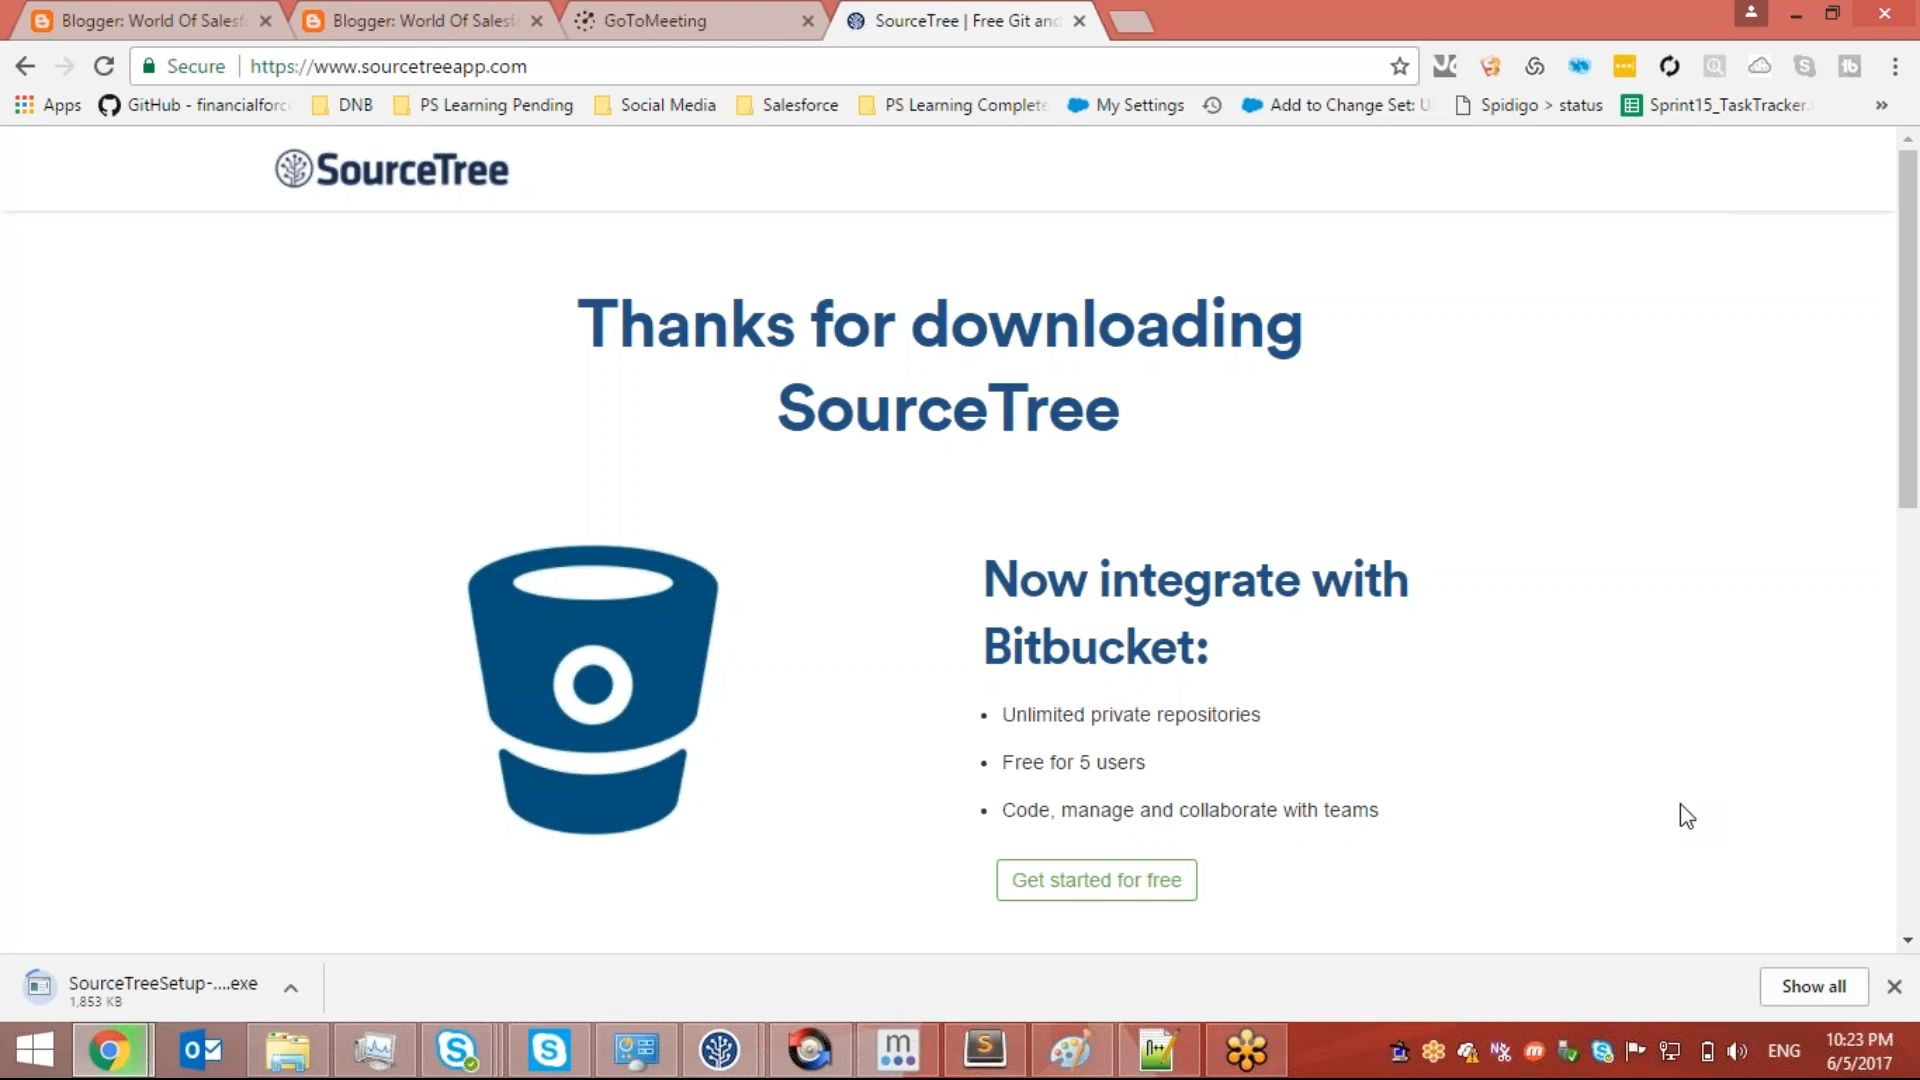 Blogger: World Of Salesf
Blogger: World Of Salesf
GoToMeeting
SourceTree | Free Git and
Secure
https://www.sourcetreeapp.com
Apps
GitHub - financialforc
DNB
PS Learning Pending
Social Media
Salesforce
PS Learning Complete
My Settings
Add to Change Set: U
Spidigo > status
Sprint15_TaskTracker.
»
SourceTree
Thanks for downloading
SourceTree
Now integrate with
Bitbucket:
• Unlimited private repositories
• Free for 5 users
• Code, manage and collaborate with teams
Get started for free
SourceTreeSetup-....exe
1,853 KB
Show all
ENG
10:23 PM
6/5/2017